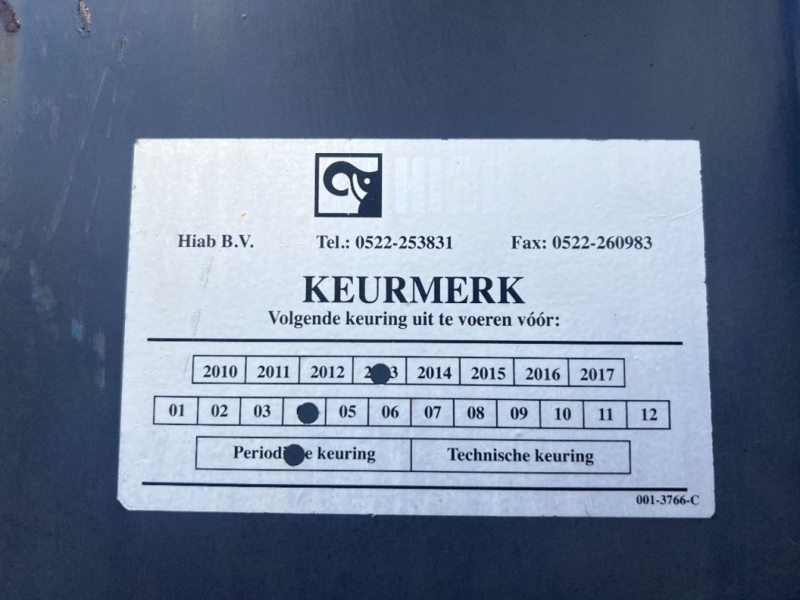 HIAB
Hiab B.V. Tel.: 0522-253831 Fax: 0522-260983
KEURMERK
Volgende keuring uit te voeren vóór:
2010 2011 2012 2014 2015 2016 2017
01 02 03 05 06 07 08 09 10 11 12
keuring Technische keuring
001-3766-C